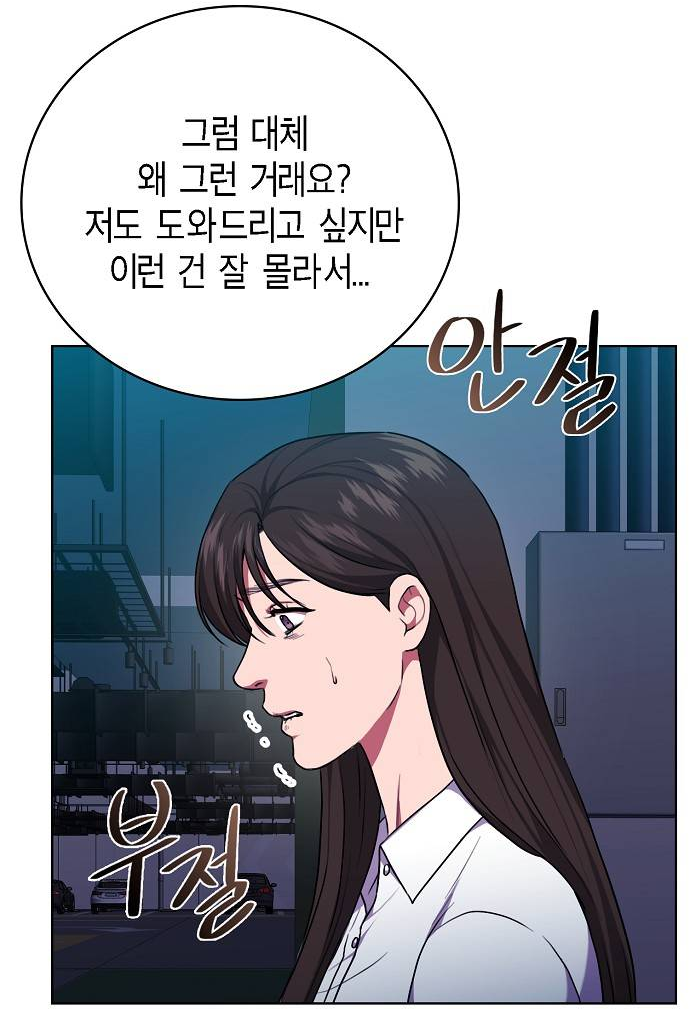 그럼 대체
왜 그런 거래요?
저도 도와드리고 싶지만
이런 건 잘 몰라서...
안절
부절